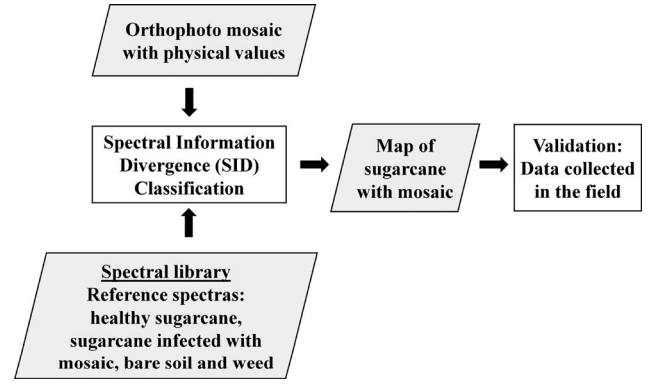 Orthophoto mosaic
with physical values
Spectral Information
Divergence (SID)
Classification
Map of
sugarcane
with mosaic
Validation:
Data collected
in the field
Spectral library
Reference spectras:
healthy sugarcane,
sugarcane infected with
mosaic, bare soil and weed